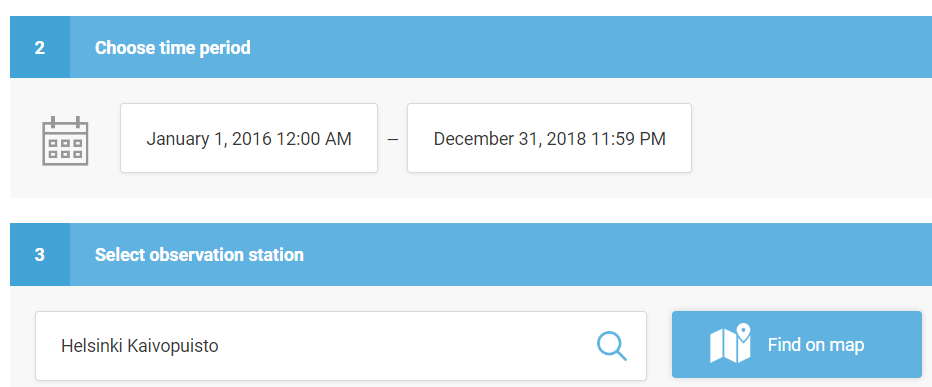 2 Choose time period
January 1, 2016 12:00 AM – December 31, 2018 11:59 PM
3 Select observation station
Helsinki Kaivopuisto Find on map